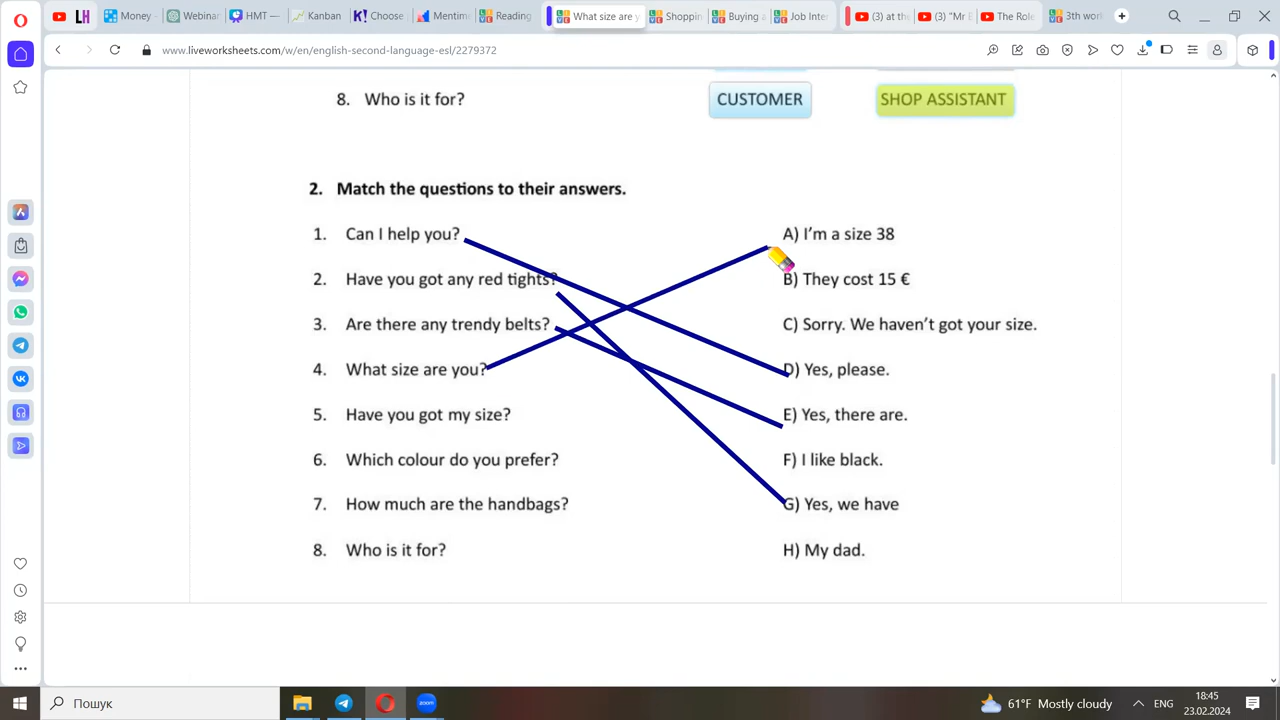 Money -
Webinar
HMT —
Kanban
Choose
Mentime
Reading
What size are y
Shoppin
Buying a
Job Inter
(3) at the
(3) "Mr B
The Role
3th work
www.liveworksheets.com/w/en/english-second-language-esl/2279372
8. Who is it for?
CUSTOMER
SHOP ASSISTANT
2. Match the questions to their answers.
1. Can I help you?
A) I'm a size 38
2. Have you got any red tights?
B) They cost 15 €
3. Are there any trendy belts?
C) Sorry. We haven't got your size.
4. What size are you?
D) Yes, please.
5. Have you got my size?
E) Yes, there are.
6. Which colour do you prefer?
F) I like black.
7. How much are the handbags?
G) Yes, we have
8. Who is it for?
H) My dad.
Пошук
zoom
61°F Mostly cloudy
ENG
18:45
23.02.2024